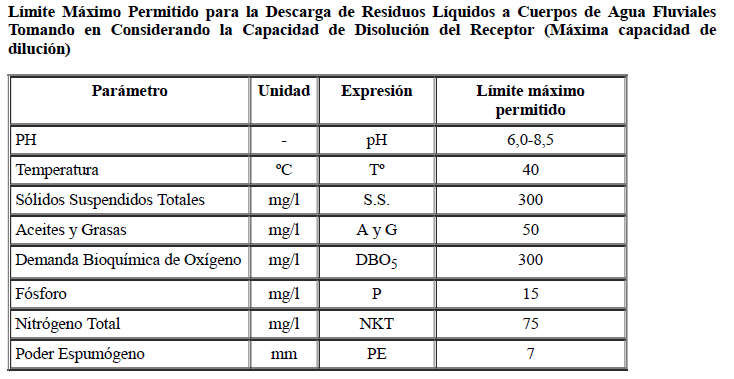 Límite Máximo Permitido para la Descarga de Residuos Líquidos a Cuerpos de Agua Fluviales
Tomando en Considerando la Capacidad de Disolución del Receptor (Máxima capacidad de
dilución)
Parámetro Unidad Expresión Límite máximo
permitido
PH - pH 6,0-8,5
Temperatura ºC Tº 40
Sólidos Suspendidos Totales mg/l S.S. 300
Aceites y Grasas mg/l A y G 50
Demanda Bioquímica de Oxígeno mg/l DBO5 300
Fósforo mg/l P 15
Nitrógeno Total mg/l NKT 75
Poder Espumógeno mm PE 7